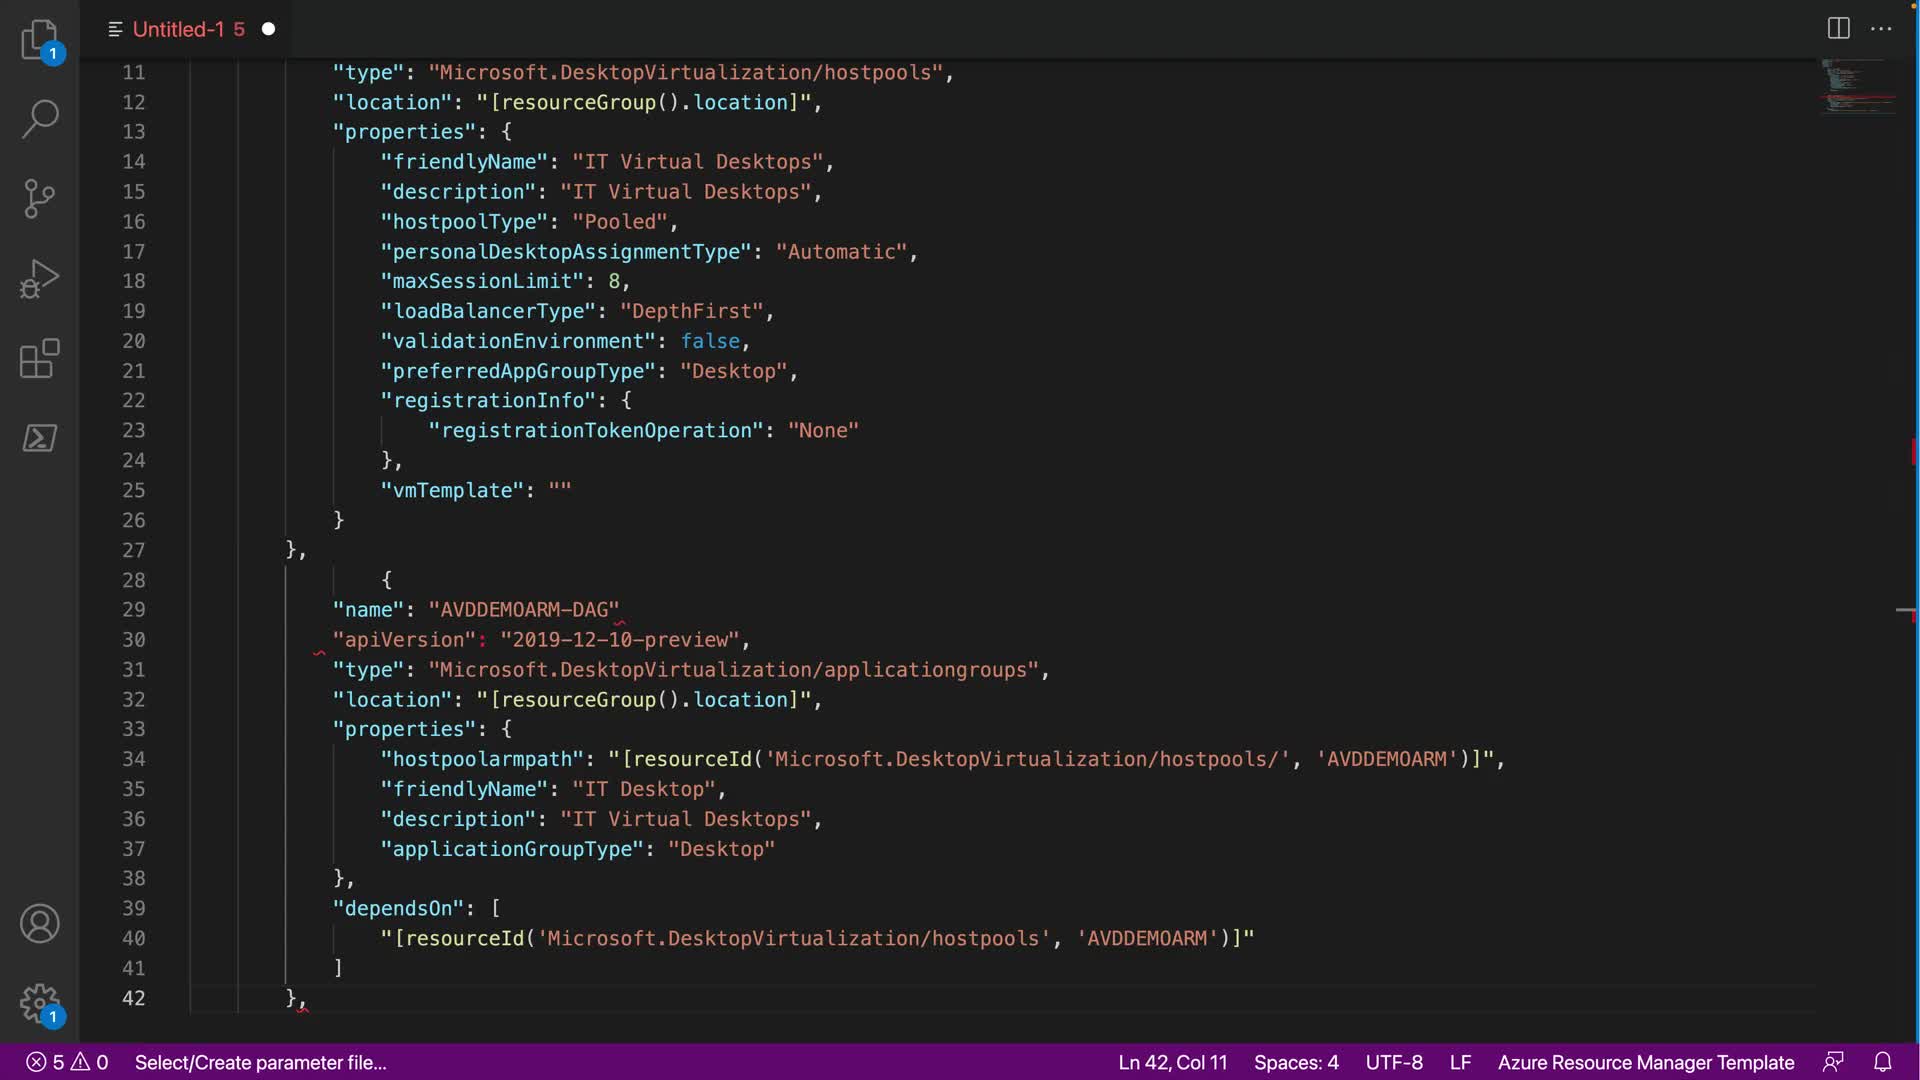 Untitled-1 5
1
11 "type": "Microsoft.DesktopVirtualization/hostpools",
12 "location": "[resourceGroup().location]",
13 "properties": {
14 "friendlyName": "IT Virtual Desktops",
15 "description": "IT Virtual Desktops",
16 "hostpoolType": "Pooled",
17 "personalDesktopAssignmentType": "Automatic",
18 "maxSessionLimit": 8,
19 "loadBalancerType": "DepthFirst",
20 "validationEnvironment": false,
21 "preferredAppGroupType": "Desktop",
22 "registrationInfo": {
23 "registrationTokenOperation": "None"
24 },
25 "vmTemplate": ""
26 }
27 },
28 {
29 "name": "AVDDEMOARM-DAG"
30 "apiVersion": "2019-12-10-preview",
31 "type": "Microsoft.DesktopVirtualization/applicationgroups",
32 "location": "[resourceGroup().location]",
33 "properties": {
34 "hostpoolarmpath": "[resourceId('Microsoft.DesktopVirtualization/hostpools/', 'AVDDEMOARM')]",
35 "friendlyName": "IT Desktop",
36 "description": "IT Virtual Desktops",
37 "applicationGroupType": "Desktop"
38 },
39 "dependsOn": [
40 "[resourceId('Microsoft.DesktopVirtualization/hostpools', 'AVDDEMOARM')]"
41 ]
42 },
1
5 0 Select/Create parameter file... Ln 42, Col 11 Spaces: 4 UTF-8 LF Azure Resource Manager Template